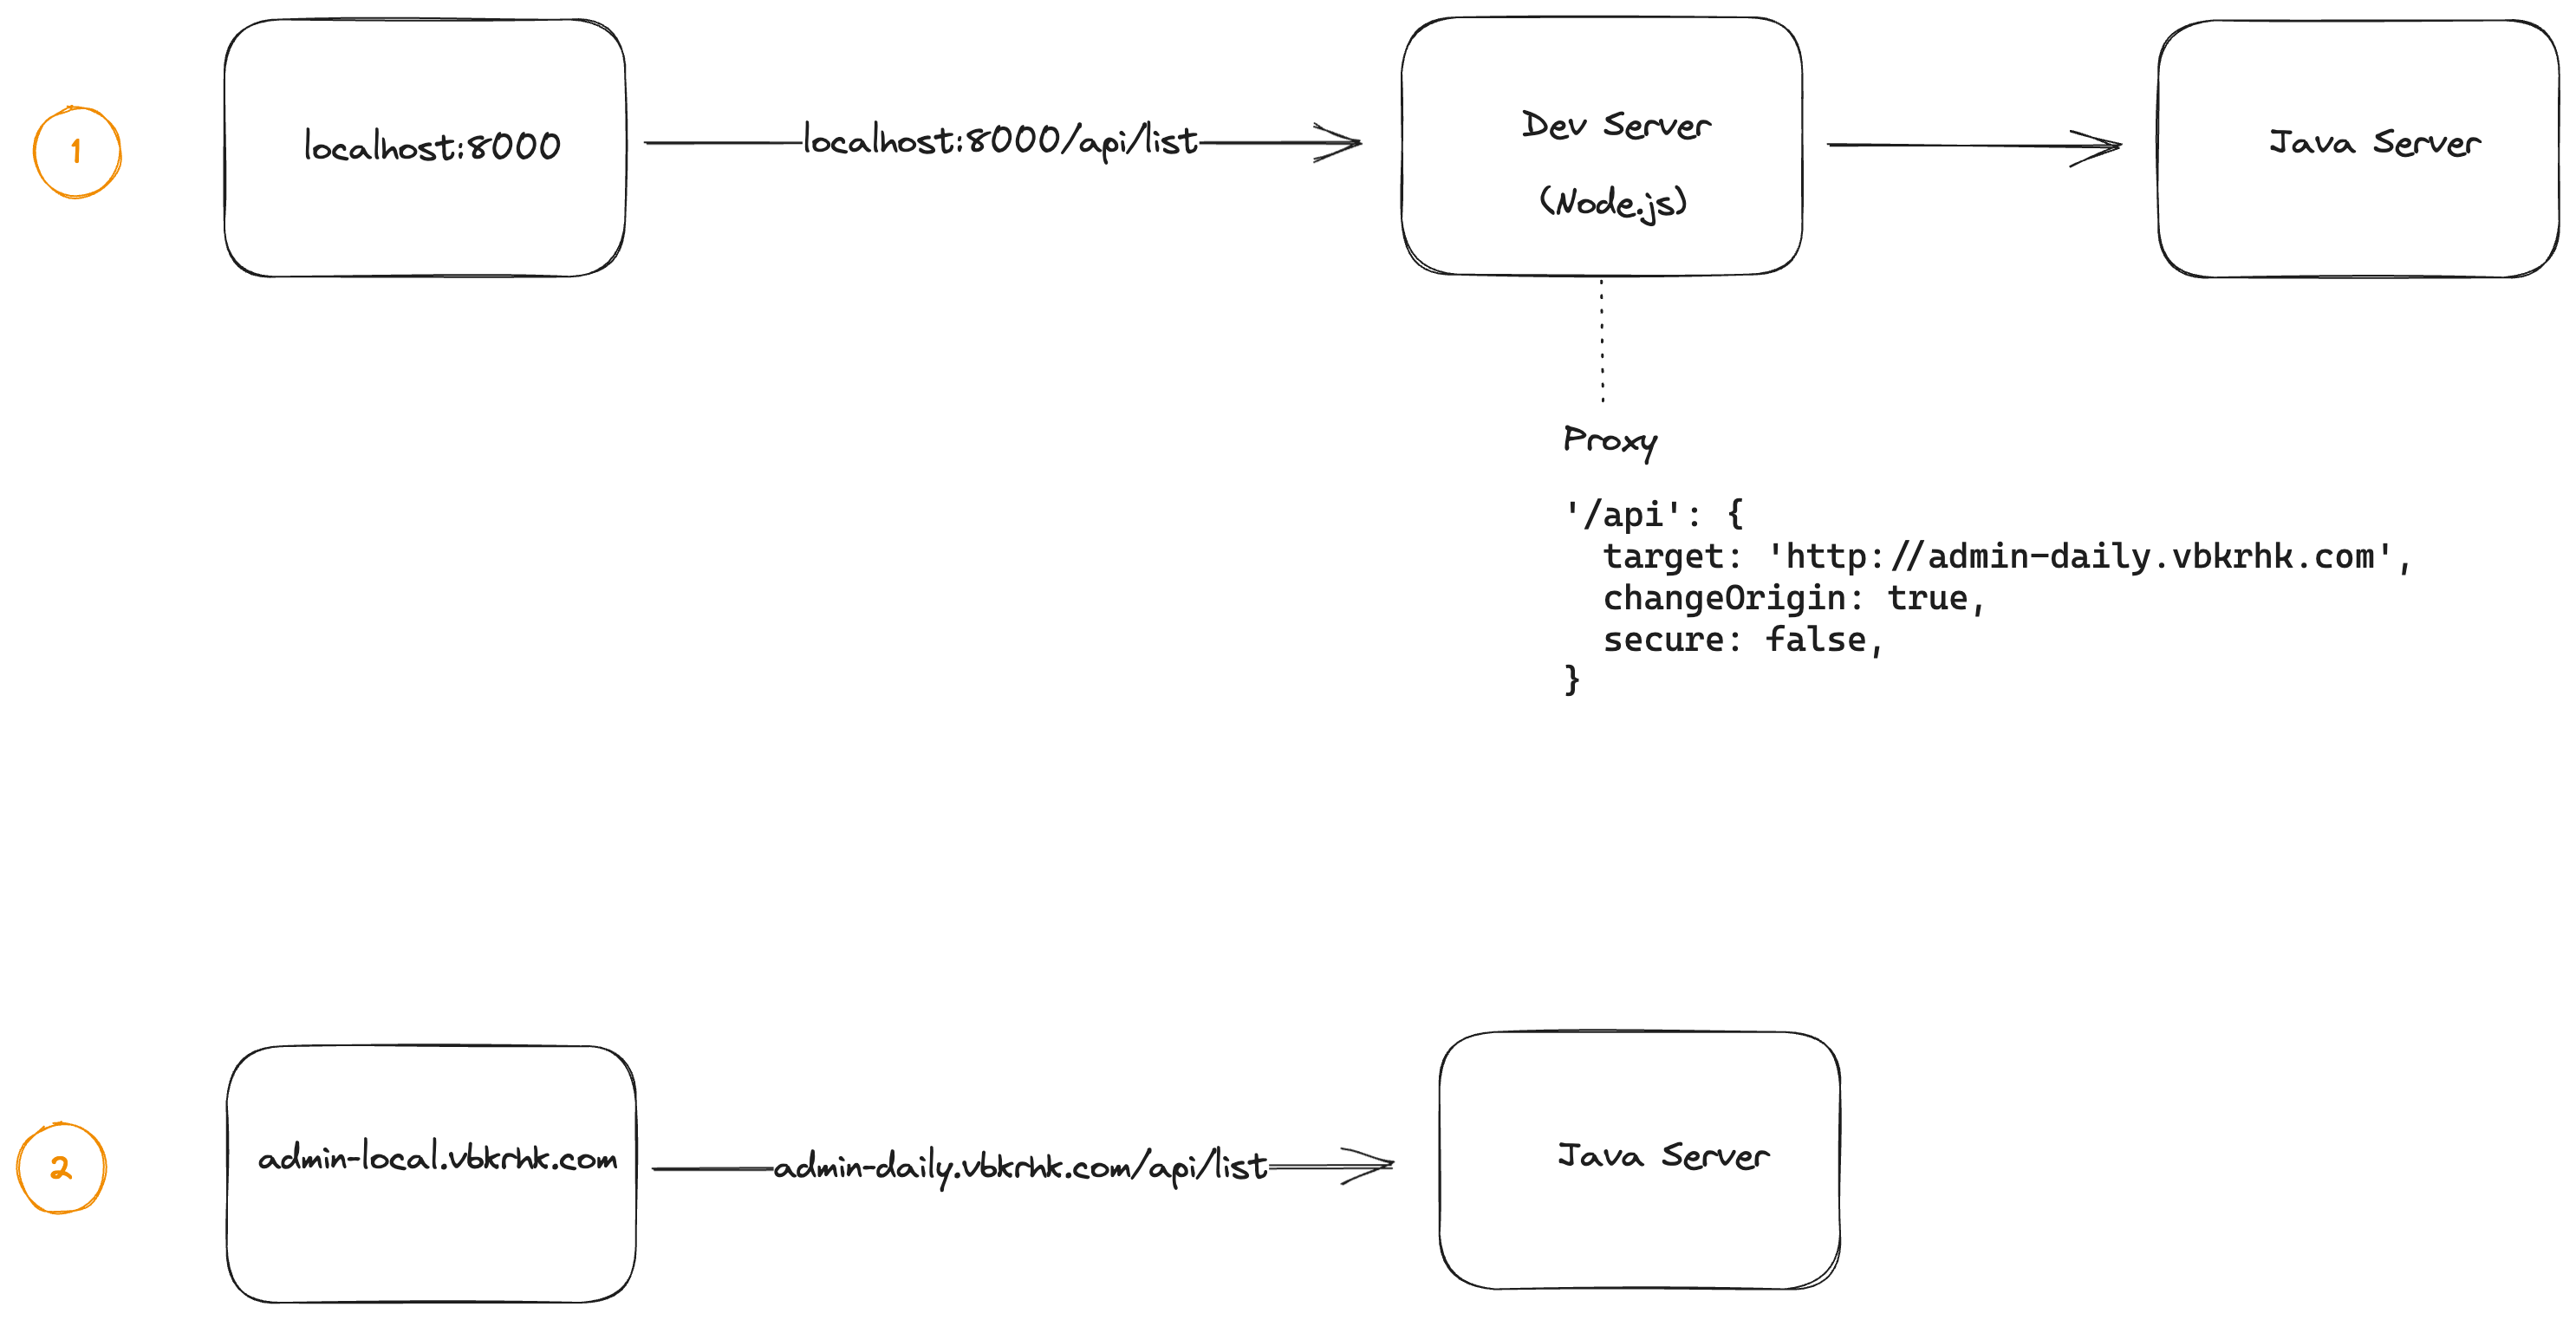 1
localhost:8000
localhost:8000/api/list
Dev Server
(Node.js)
Java Server
Proxy
'/api': {
  target: 'http://admin-daily.vbkrhk.com',
  changeOrigin: true,
  secure: false,
}
2
admin-local.vbkrhk.com
admin-daily.vbkrhk.com/api/list
Java Server